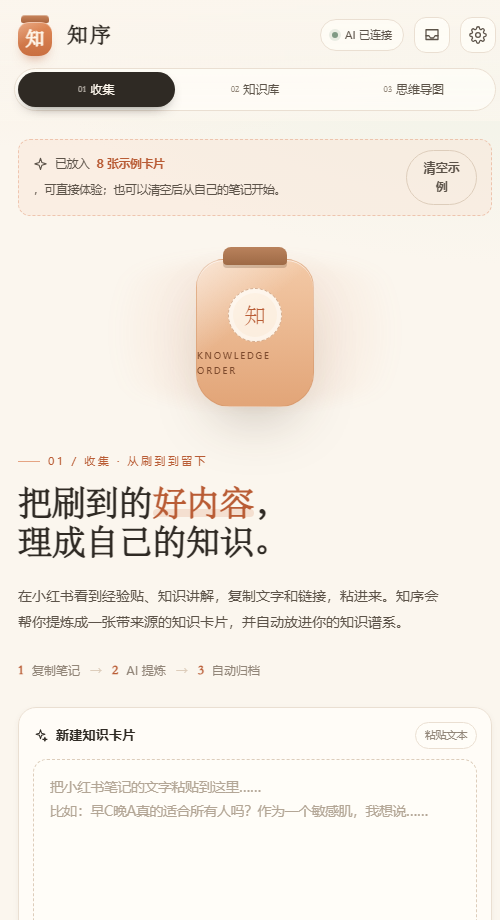 知 知序 AI 已连接
01 收集 02 知识库 03 思维导图
已放入 8 张示例卡片
，可直接体验；也可以清空后从自己的笔记开始。
清空示
例
知
KNOWLEDGE
ORDER
01 / 收集 · 从刷到到留下
把刷到的好内容，
理成自己的知识。
在小红书看到经验贴、知识讲解，复制文字和链接，粘进来。知序会
帮你提炼成一张带来源的知识卡片，并自动放进你的知识谱系。
1 复制笔记 → 2 AI 提炼 → 3 自动归档
新建知识卡片 粘贴文本
把小红书笔记的文字粘贴到这里……
比如：早C晚A真的适合所有人吗？作为一个敏感肌，我想说……